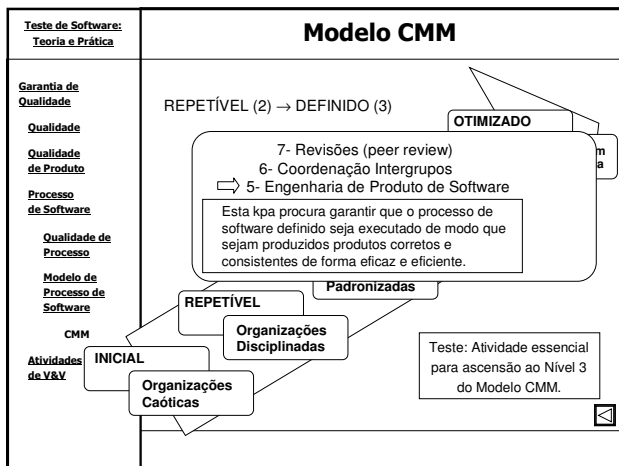 Teste de Software:
Teoria e Prática
Modelo CMM
Garantia de
Qualidade
Qualidade
Qualidade
de Produto
Processo
de Software
Qualidade de
Processo
Modelo de
Processo de
Software
CMM
Atividades
de V&V
REPETÍVEL (2) → DEFINIDO (3)
OTIMIZADO
7- Revisões (peer review)
6- Coordenação Intergrupos
5- Engenharia de Produto de Software
Esta kpa procura garantir que o processo de
software definido seja executado de modo que
sejam produzidos produtos corretos e
consistentes de forma eficaz e eficiente.
Padronizadas
REPETÍVEL
Organizações
Disciplinadas
INICIAL
Organizações
Caóticas
Teste: Atividade essencial
para ascensão ao Nível 3
do Modelo CMM.